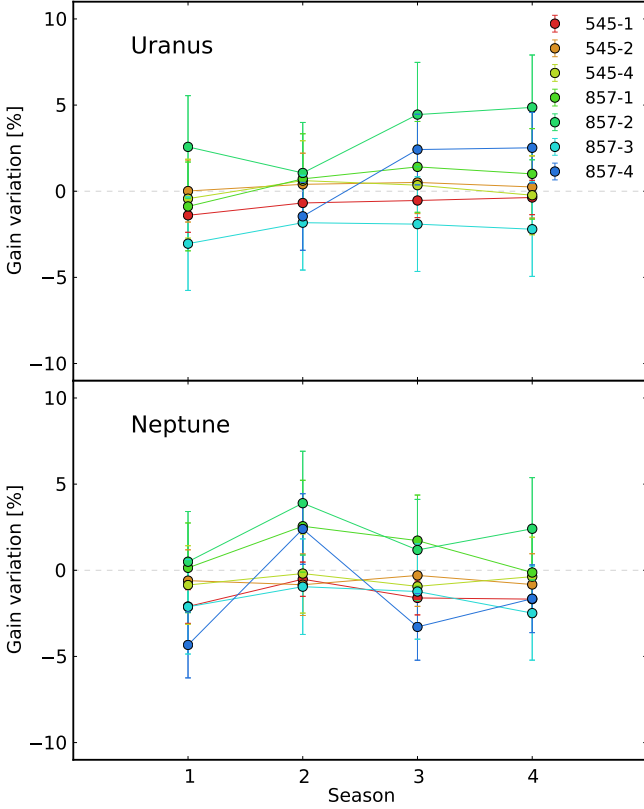 Uranus
545-1
545-2
545-4
857-1
857-2
857-3
857-4
Gain variation [%]
10
5
0
−5
−10
Neptune
Gain variation [%]
10
5
0
−5
−10
1 2 3 4
Season